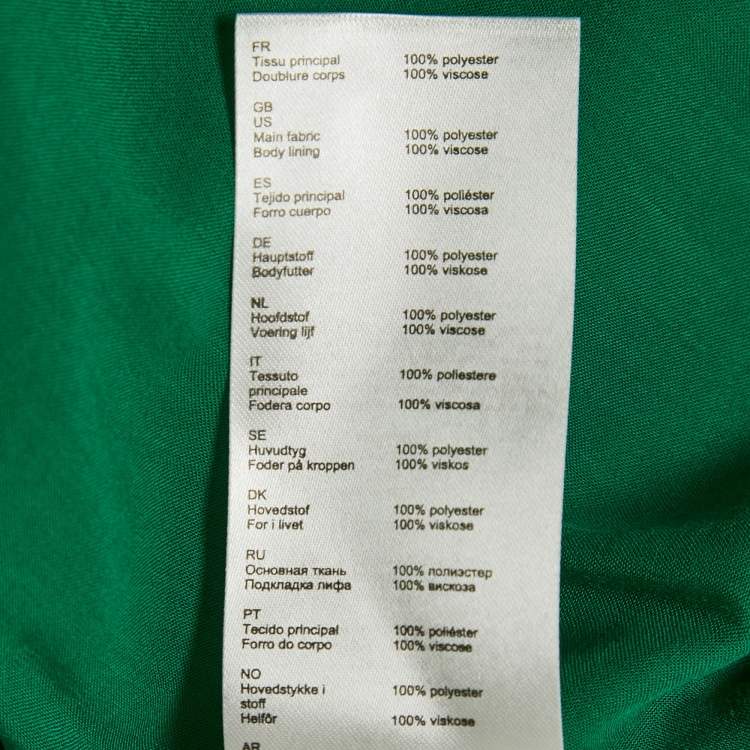 FR
Tissu principal 100% polyester
Doublure corps 100% viscose
GB
US
Main fabric 100% polyester
Body lining 100% viscose
ES
Tejido principal 100% poliéster
Forro cuerpo 100% viscosa
DE
Hauptstoff 100% polyester
Bodyfutter 100% viskose
NL
Hoofdstof 100% polyester
Voering lijf 100% viscose
IT
Tessuto 100% poliestere
principale
Fodera corpo 100% viscosa
SE
Huvudtyg 100% polyester
Foder på kroppen 100% viskos
DK
Hovedstof 100% polyester
For i livet 100% viskose
RU
Основная ткань 100% полиэстер
Подкладка лифа 100% вискоза
PT
Tecido principal 100% poliéster
Forro do corpo 100% viscose
NO
Hovedstykke i 100% polyester
stoff
Helfôr 100% viskose
AR